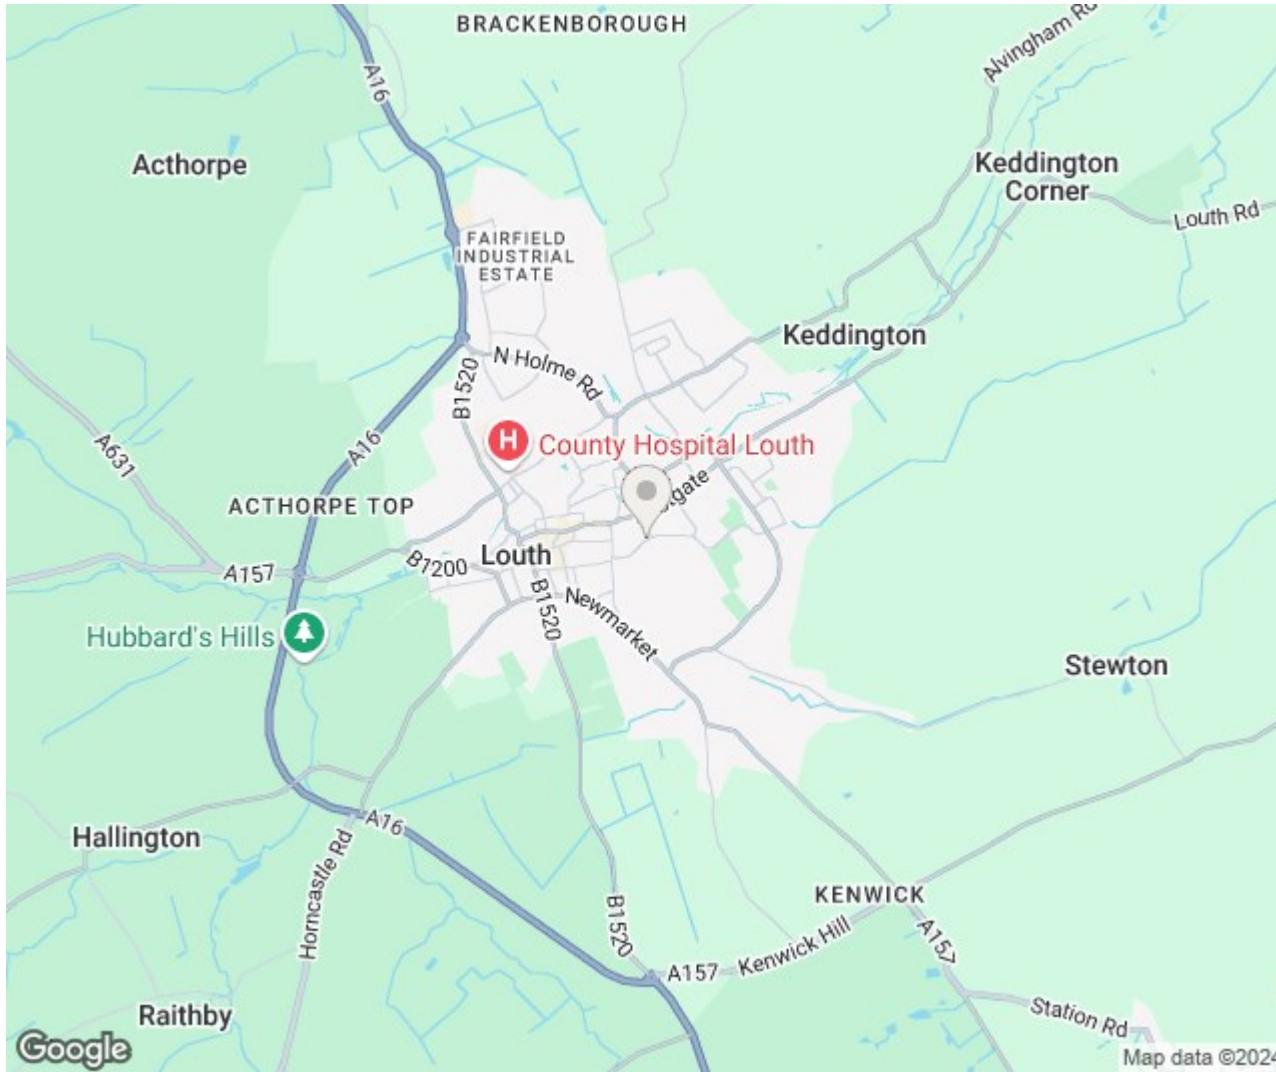 BRACKENBOROUGH
Alvingham Rd
A16
Acthorpe
Keddington
Corner
Louth Rd
FAIRFIELD
INDUSTRIAL
ESTATE
Keddington
N Holme Rd
B1520
A631
A16
County Hospital Louth
ACTHORPE TOP
Louth
B1200
A157
B1520
Newmarket
Hubbard's Hills
Stewton
A16
Hallington
Horncastle Rd
KENWICK
B1520
A157
Kenwick Hill
A157
Raithby
Station Rd
Google
Map data ©2024